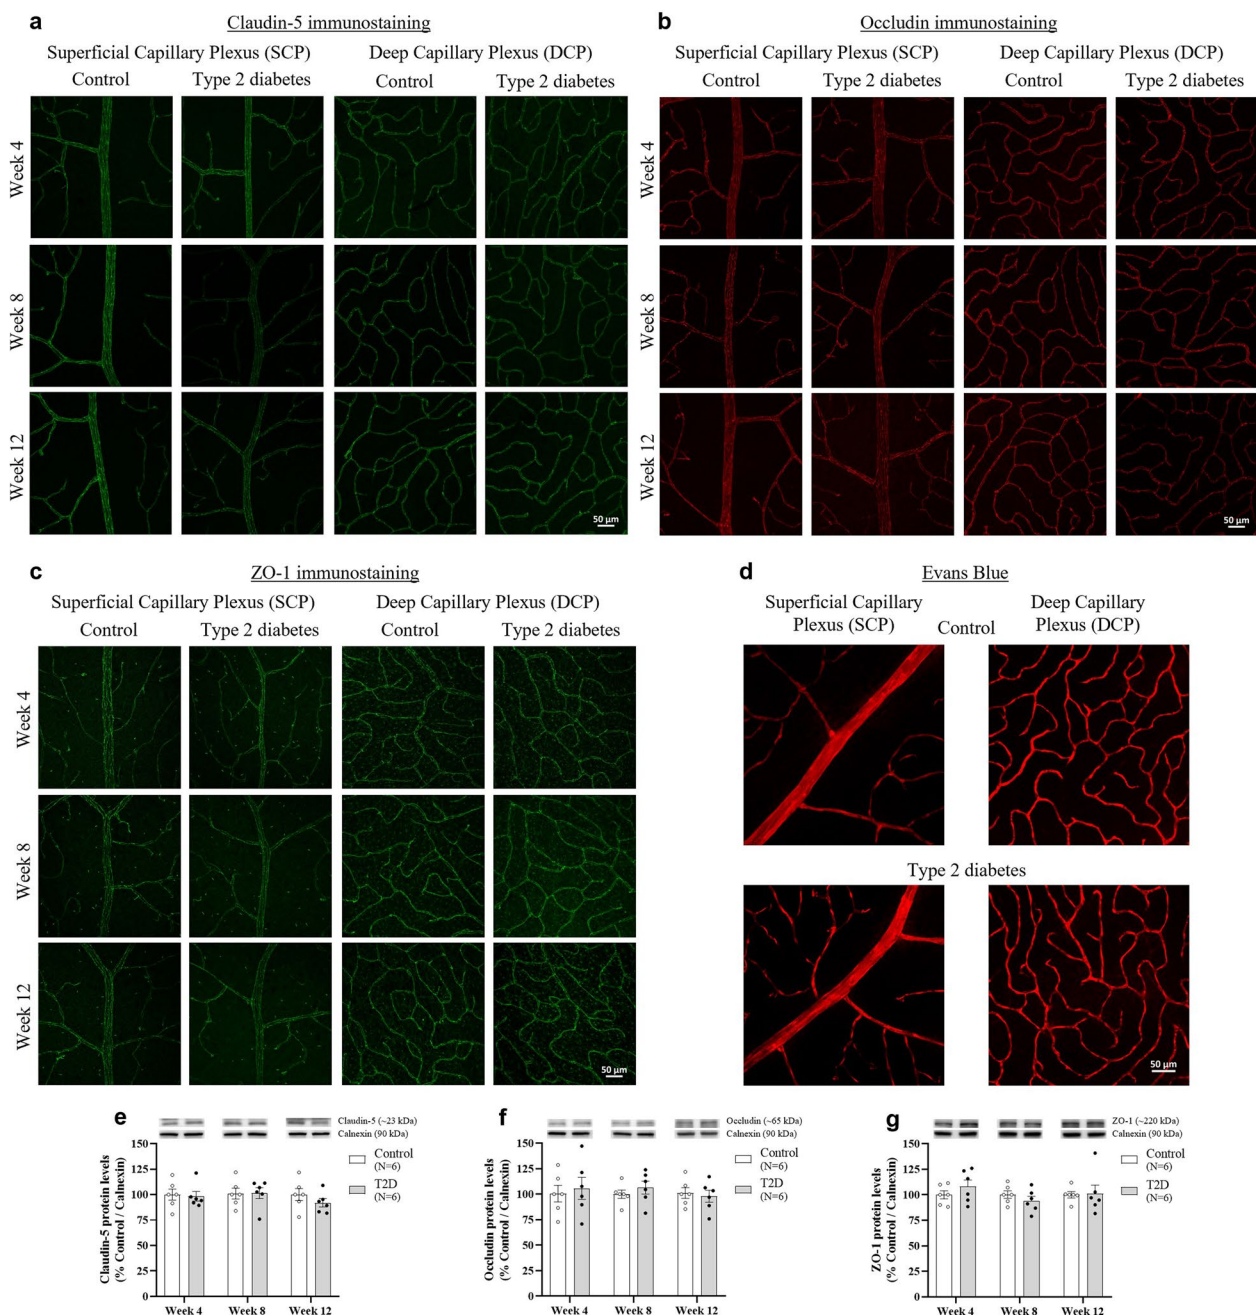 a
Claudin-5 immunostaining
Superficial Capillary Plexus (SCP)
Deep Capillary Plexus (DCP)
Control
Type 2 diabetes
Control
Type 2 diabetes
Week 4
Week 8
Week 12
50 µm
b
Occludin immunostaining
Superficial Capillary Plexus (SCP)
Deep Capillary Plexus (DCP)
Control
Type 2 diabetes
Control
Type 2 diabetes
Week 4
Week 8
Week 12
50 µm
c
ZO-1 immunostaining
Superficial Capillary Plexus (SCP)
Deep Capillary Plexus (DCP)
Control
Type 2 diabetes
Control
Type 2 diabetes
Week 4
Week 8
Week 12
50 µm
d
Evans Blue
Superficial Capillary
Plexus (SCP)
Control
Deep Capillary
Plexus (DCP)
Type 2 diabetes
50 µm
e
Claudin-5 (~23 kDa)
Calnexin (90 kDa)
Claudin-5 protein levels
(% Control / Calnexin)
150
125
100
75
50
25
0
Week 4
Week 8
Week 12
Control
(N=6)
T2D
(N=6)
f
Occludin (~65 kDa)
Calnexin (90 kDa)
Occludin protein levels
(% Control / Calnexin)
150
125
100
75
50
25
0
Week 4
Week 8
Week 12
Control
(N=6)
T2D
(N=6)
g
ZO-1 (~220 kDa)
Calnexin (90 kDa)
ZO-1 protein levels
(% Control / Calnexin)
150
125
100
75
50
25
0
Week 4
Week 8
Week 12
Control
(N=6)
T2D
(N=6)